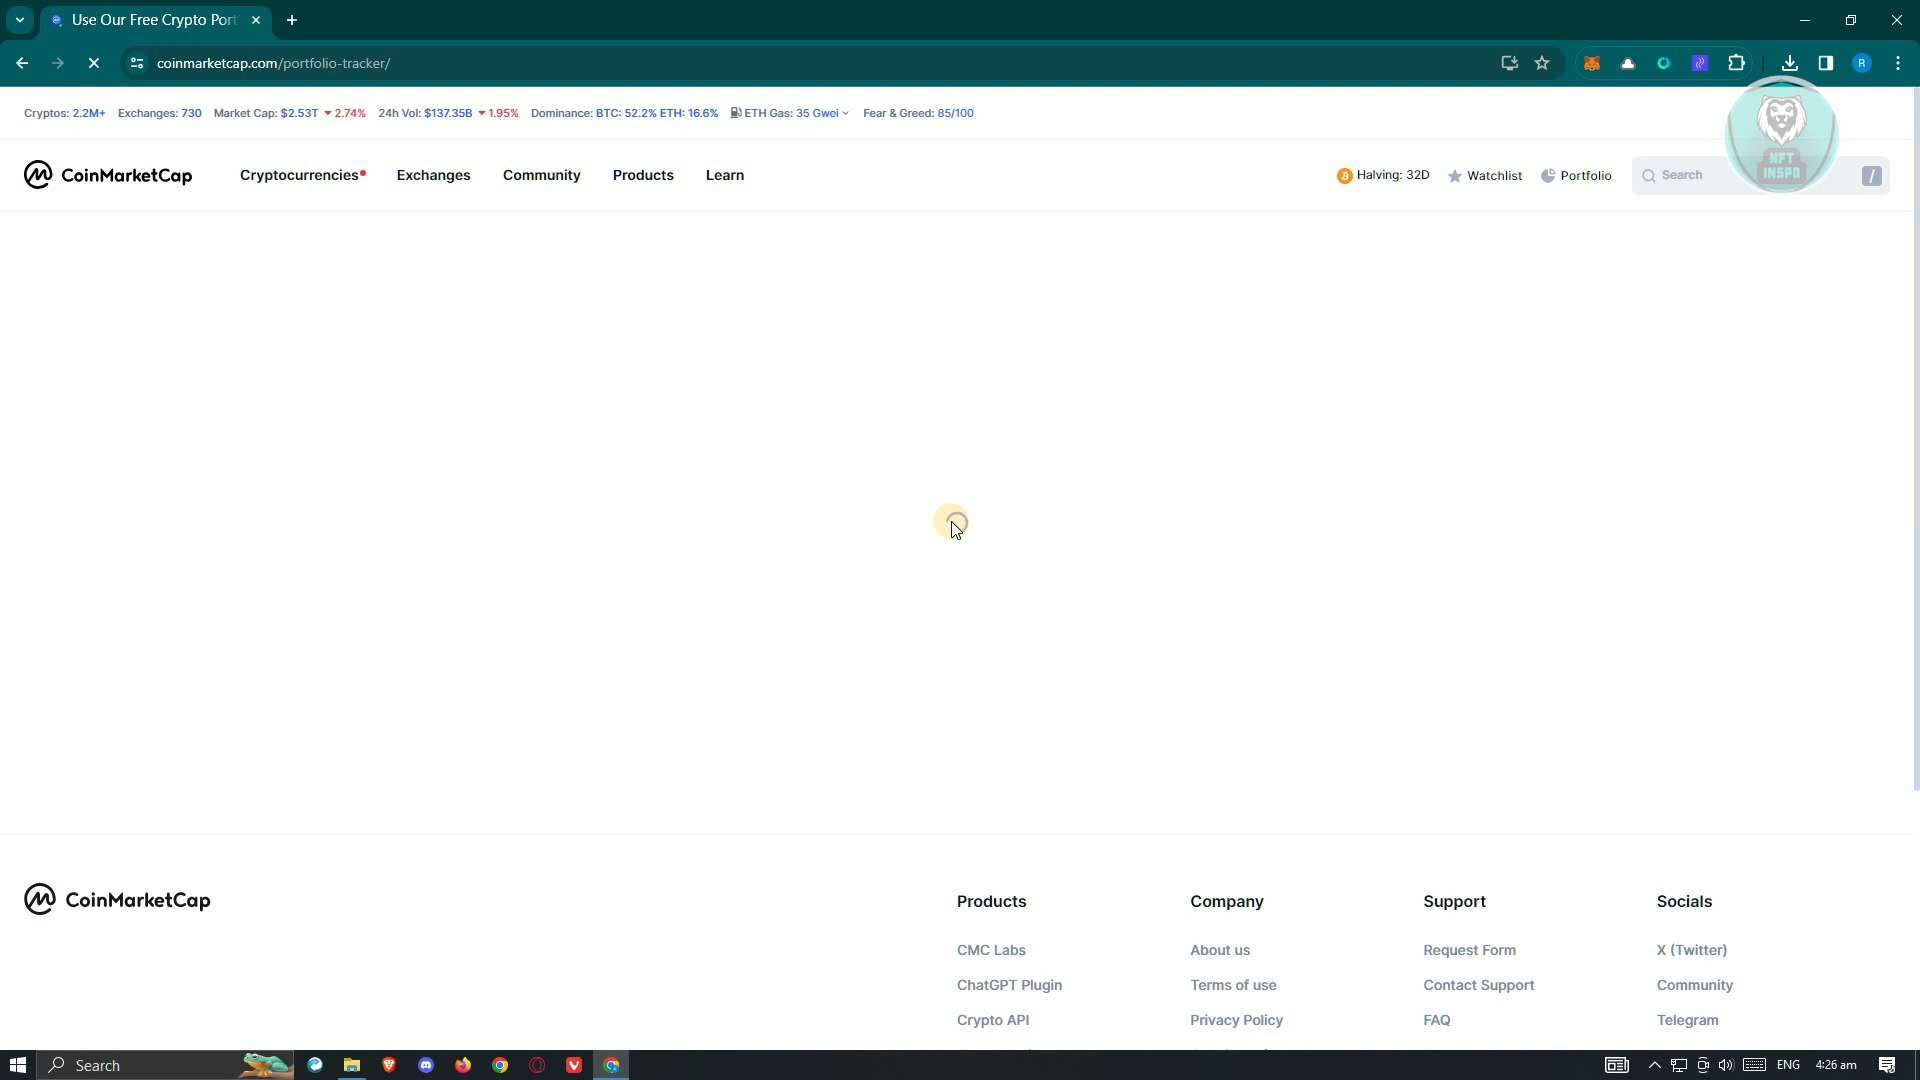 Use Our Free Crypto Port
coinmarketcap.com/portfolio-tracker/
R
Cryptos: 2.2M+ Exchanges: 730 Market Cap: $2.53T 2.74% 24h Vol: $137.35B 1.95% Dominance: BTC: 52.2% ETH: 16.6% ETH Gas: 35 Gwei Fear & Greed: 85/100
CoinMarketCap Cryptocurrencies Exchanges Community Products Learn Halving: 32D Watchlist Portfolio Search /
NFT
INSPO
CoinMarketCap
Products Company Support Socials
CMC Labs About us Request Form X (Twitter)
ChatGPT Plugin Terms of use Contact Support Community
Crypto API Privacy Policy FAQ Telegram
Search ENG 4:26 am